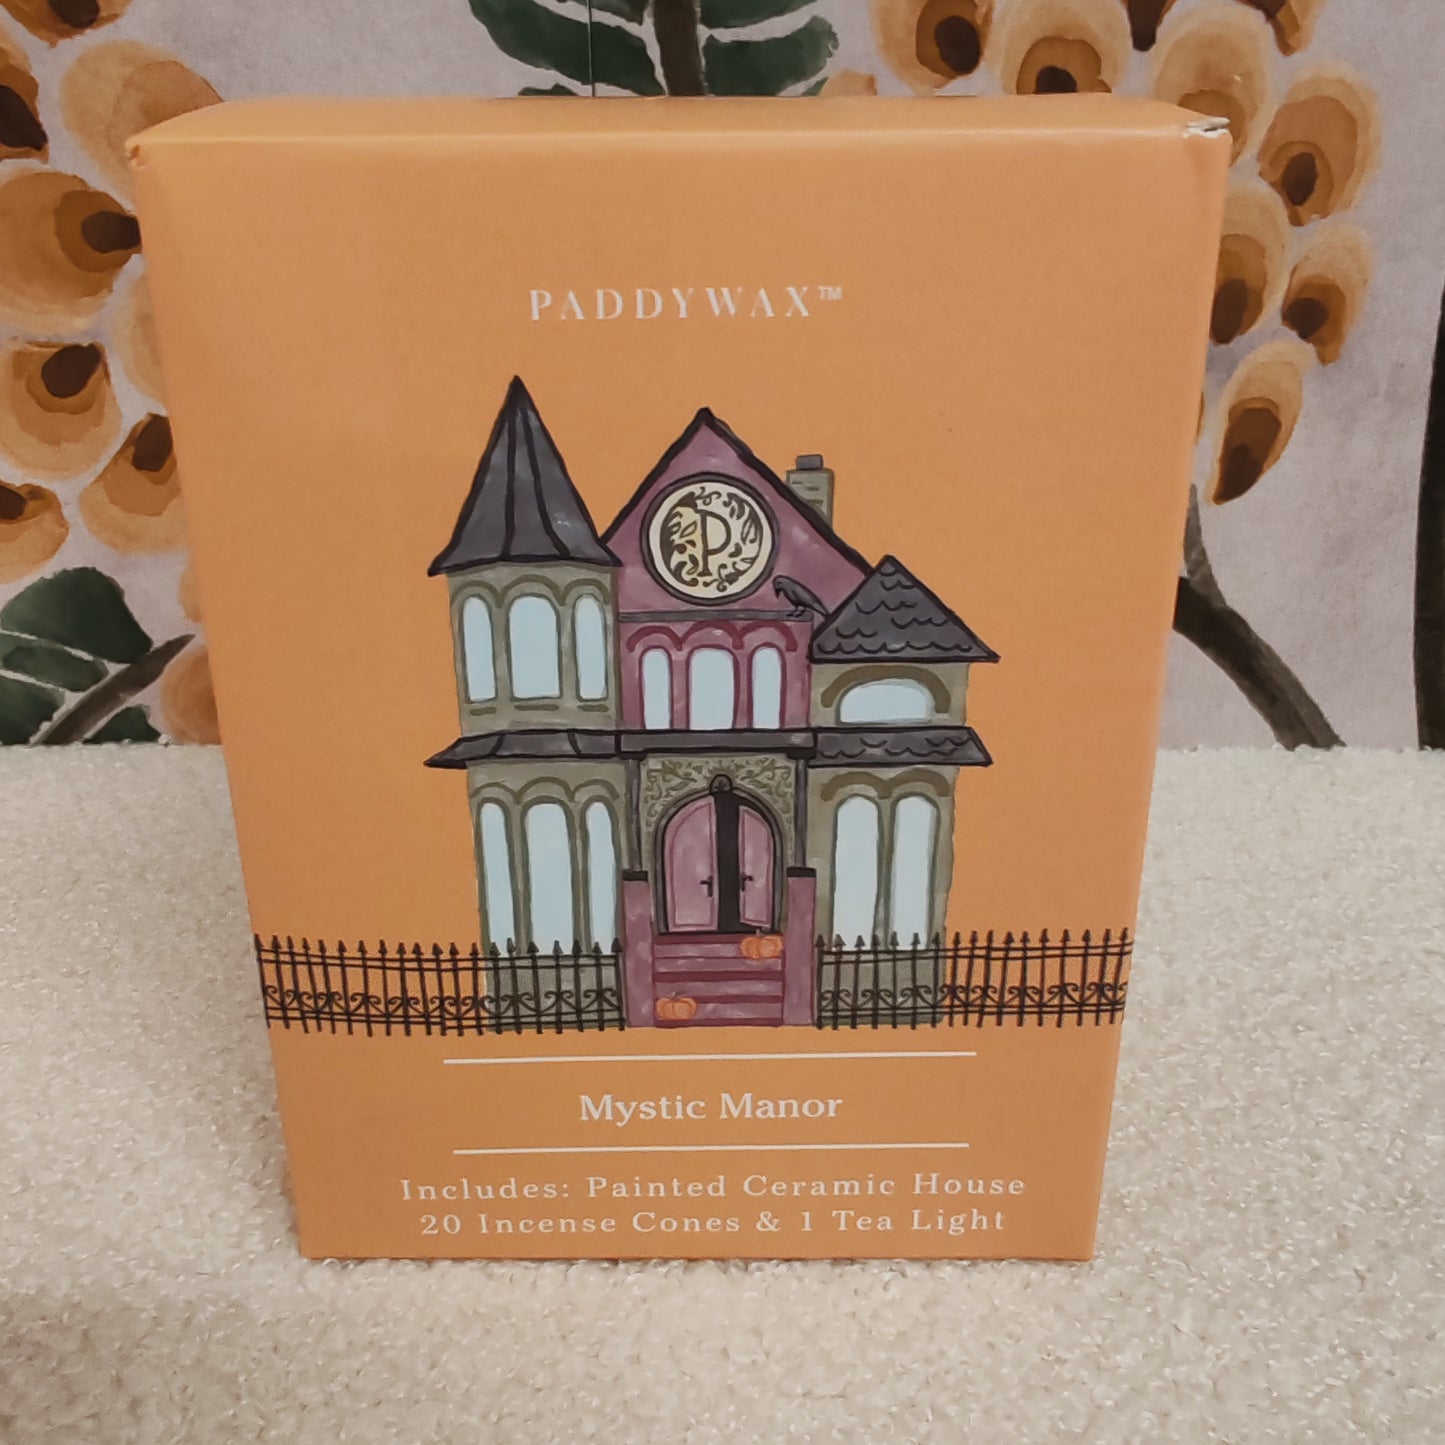 PADDYWAX™
P
Mystic Manor
Includes: Painted Ceramic House
20 Incense Cones & 1 Tea Light